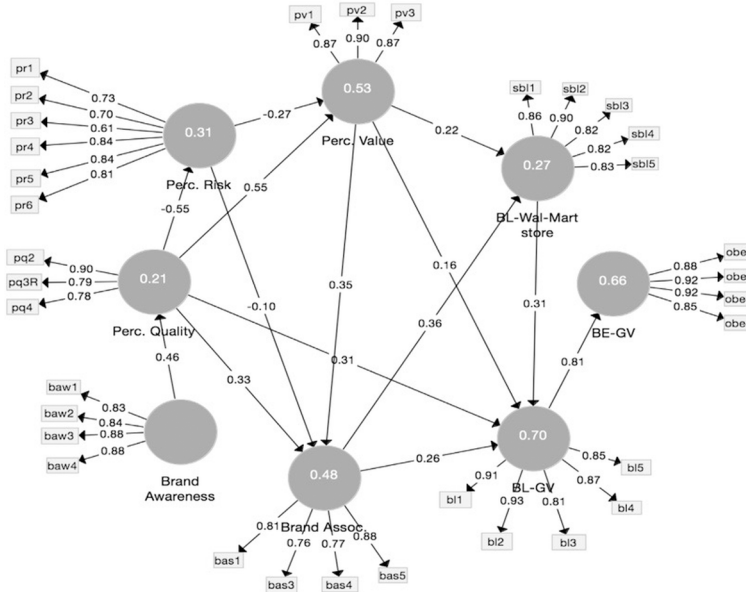 pv1
pv2
pv3
0.87
0.90
0.87
0.53
Perc. Value
pr1
pr2
pr3
pr4
pr5
pr6
0.73
0.70
0.61
0.84
0.84
0.81
0.31
Perc. Risk
-0.27
0.55
-0.55
0.22
sbl1
sbl2
sbl3
sbl4
sbl5
0.86
0.90
0.82
0.82
0.83
0.27
BL-Wal-Mart
store
pq2
pq3R
pq4
0.90
0.79
0.78
0.21
Perc. Quality
0.46
0.33
-0.10
0.35
0.16
0.36
0.31
0.31
0.66
BE-GV
obe
obe
obe
obe
0.88
0.92
0.92
0.85
0.81
baw1
baw2
baw3
baw4
0.83
0.84
0.88
0.88
Brand
Awareness
0.48
Brand Assoc.
0.26
0.81
0.76
0.77
0.88
bas1
bas3
bas4
bas5
0.70
BL-GV
0.91
0.93
0.81
0.87
0.85
bl1
bl2
bl3
bl4
bl5